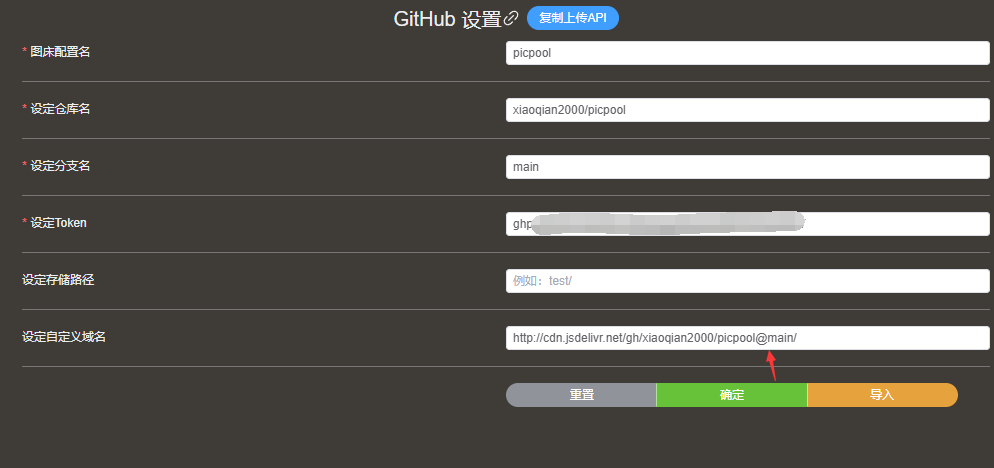 GitHub 设置 复制上传API
* 图床配置名 picpool
* 设定仓库名 xiaoqian2000/picpool
* 设定分支名 main
* 设定Token ghp
设定存储路径 例如：test/
设定自定义域名 http://cdn.jsdelivr.net/gh/xiaoqian2000/picpool@main/
重置 确定 导入